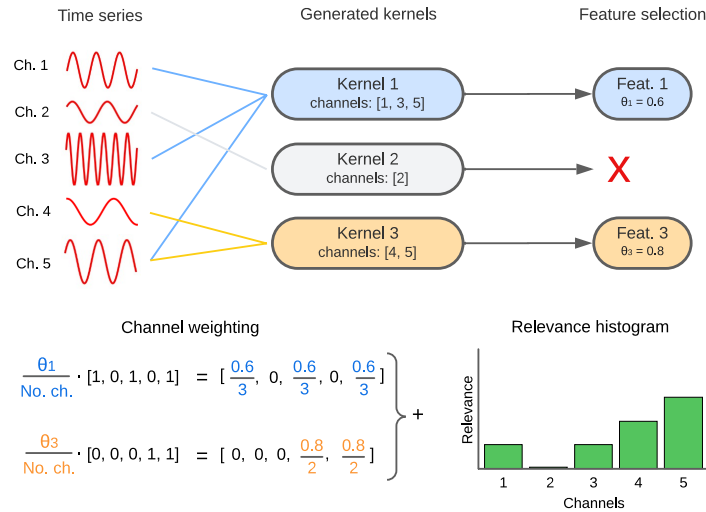 Time series
Generated kernels
Feature selection
Ch. 1
Ch. 2
Ch. 3
Ch. 4
Ch. 5
Kernel 1
channels: [1, 3, 5]
Kernel 2
channels: [2]
Kernel 3
channels: [4, 5]
Feat. 1
θ₁ = 0.6
X
Feat. 3
θ₃ = 0.8
Channel weighting
θ₁ / No. ch. · [1, 0, 1, 0, 1] = [ 0.6/3, 0, 0.6/3, 0, 0.6/3 ]
θ₃ / No. ch. · [0, 0, 0, 1, 1] = [ 0, 0, 0, 0.8/2, 0.8/2 ]
+
Relevance histogram
Relevance
1 2 3 4 5
Channels